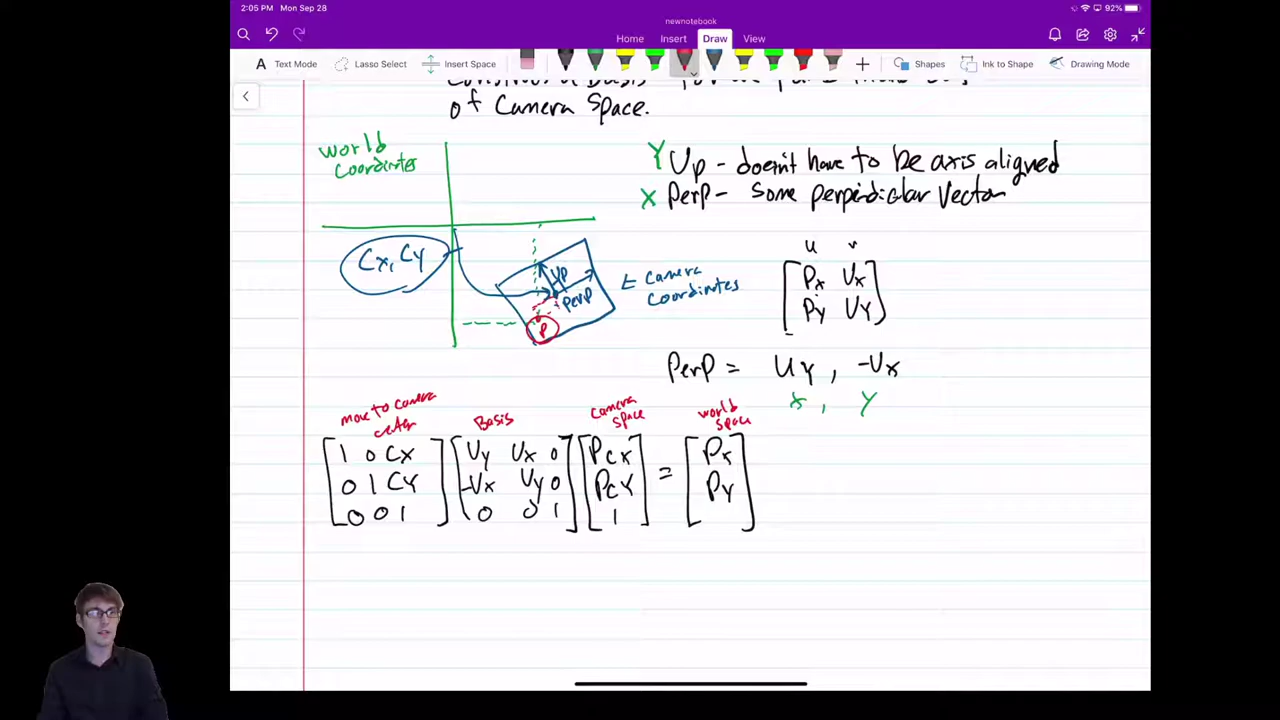 2:05 PM Mon Sep 28
92%
newnotebook
Home Insert Draw View
Text Mode Lasso Select Insert Space Shapes Ink to Shape Drawing Mode
Construct a Basis
of Camera Space.
World
Coordinates
Y Up - doesn't have to be axis aligned
X Perp - Some perpendicular Vector
Cx, Cy
Up
Perp
P
E Camera
Coordinates
u v
Px Ux
Py Uy
Perp = Uy, -Ux
x, y
move to camera
center
Basis
camera
space
world
space
1 0 Cx Uy Ux 0 Pcx = Px
0 1 Cy -Ux Uy 0 Pcy Py
0 0 1 0 0 1 1